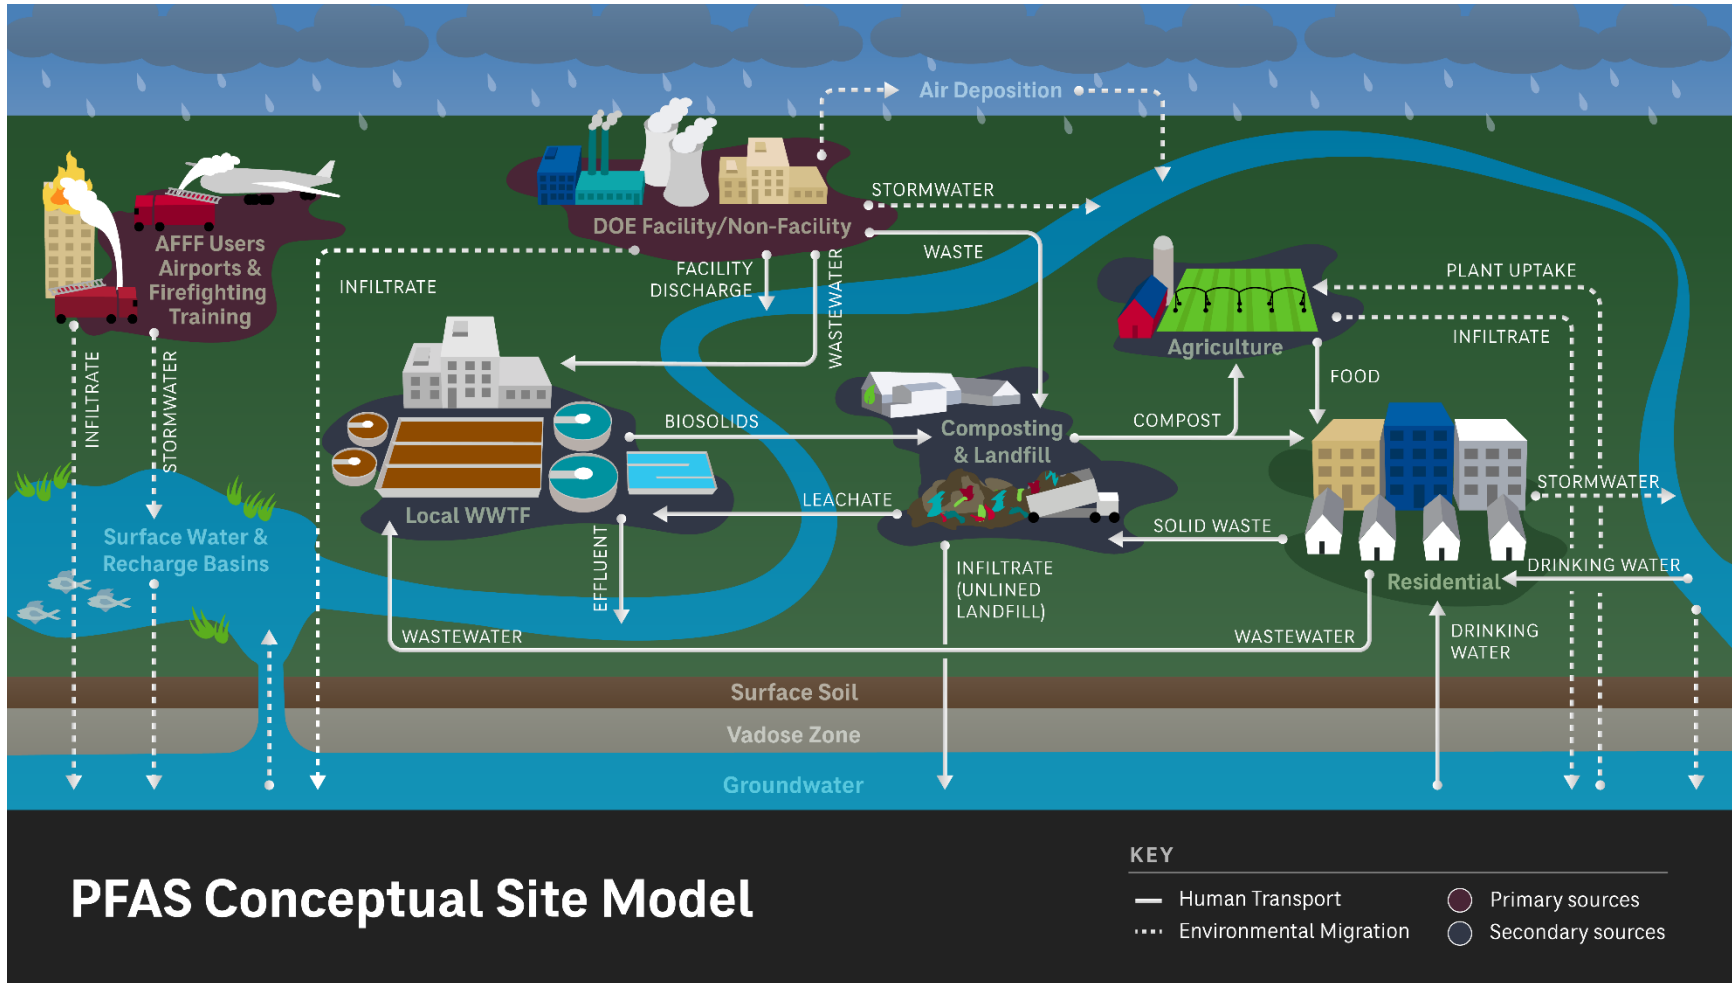 Air Deposition
STORMWATER
DOE Facility/Non-Facility
AFFF Users
Airports &
Firefighting
Training
INFILTRATE
FACILITY
DISCHARGE
WASTEWATER
WASTE
PLANT UPTAKE
INFILTRATE
Agriculture
FOOD
INFILTRATE
STORMWATER
BIOSOLIDS
Composting
& Landfill
COMPOST
LEACHATE
Local WWTF
STORMWATER
SOLID WASTE
Surface Water &
Recharge Basins
EFFLUENT
INFILTRATE
(UNLINED
LANDFILL)
DRINKING WATER
Residential
WASTEWATER
WASTEWATER
DRINKING
WATER
Surface Soil
Vadose Zone
Groundwater
PFAS Conceptual Site Model
KEY
Human Transport
Primary sources
Environmental Migration
Secondary sources